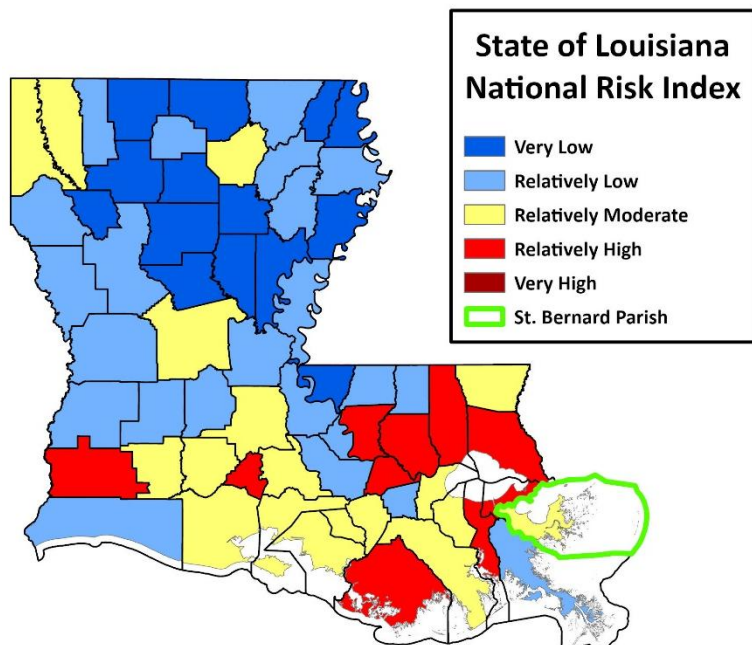 State of Louisiana
National Risk Index
Very Low
Relatively Low
Relatively Moderate
Relatively High
Very High
St. Bernard Parish